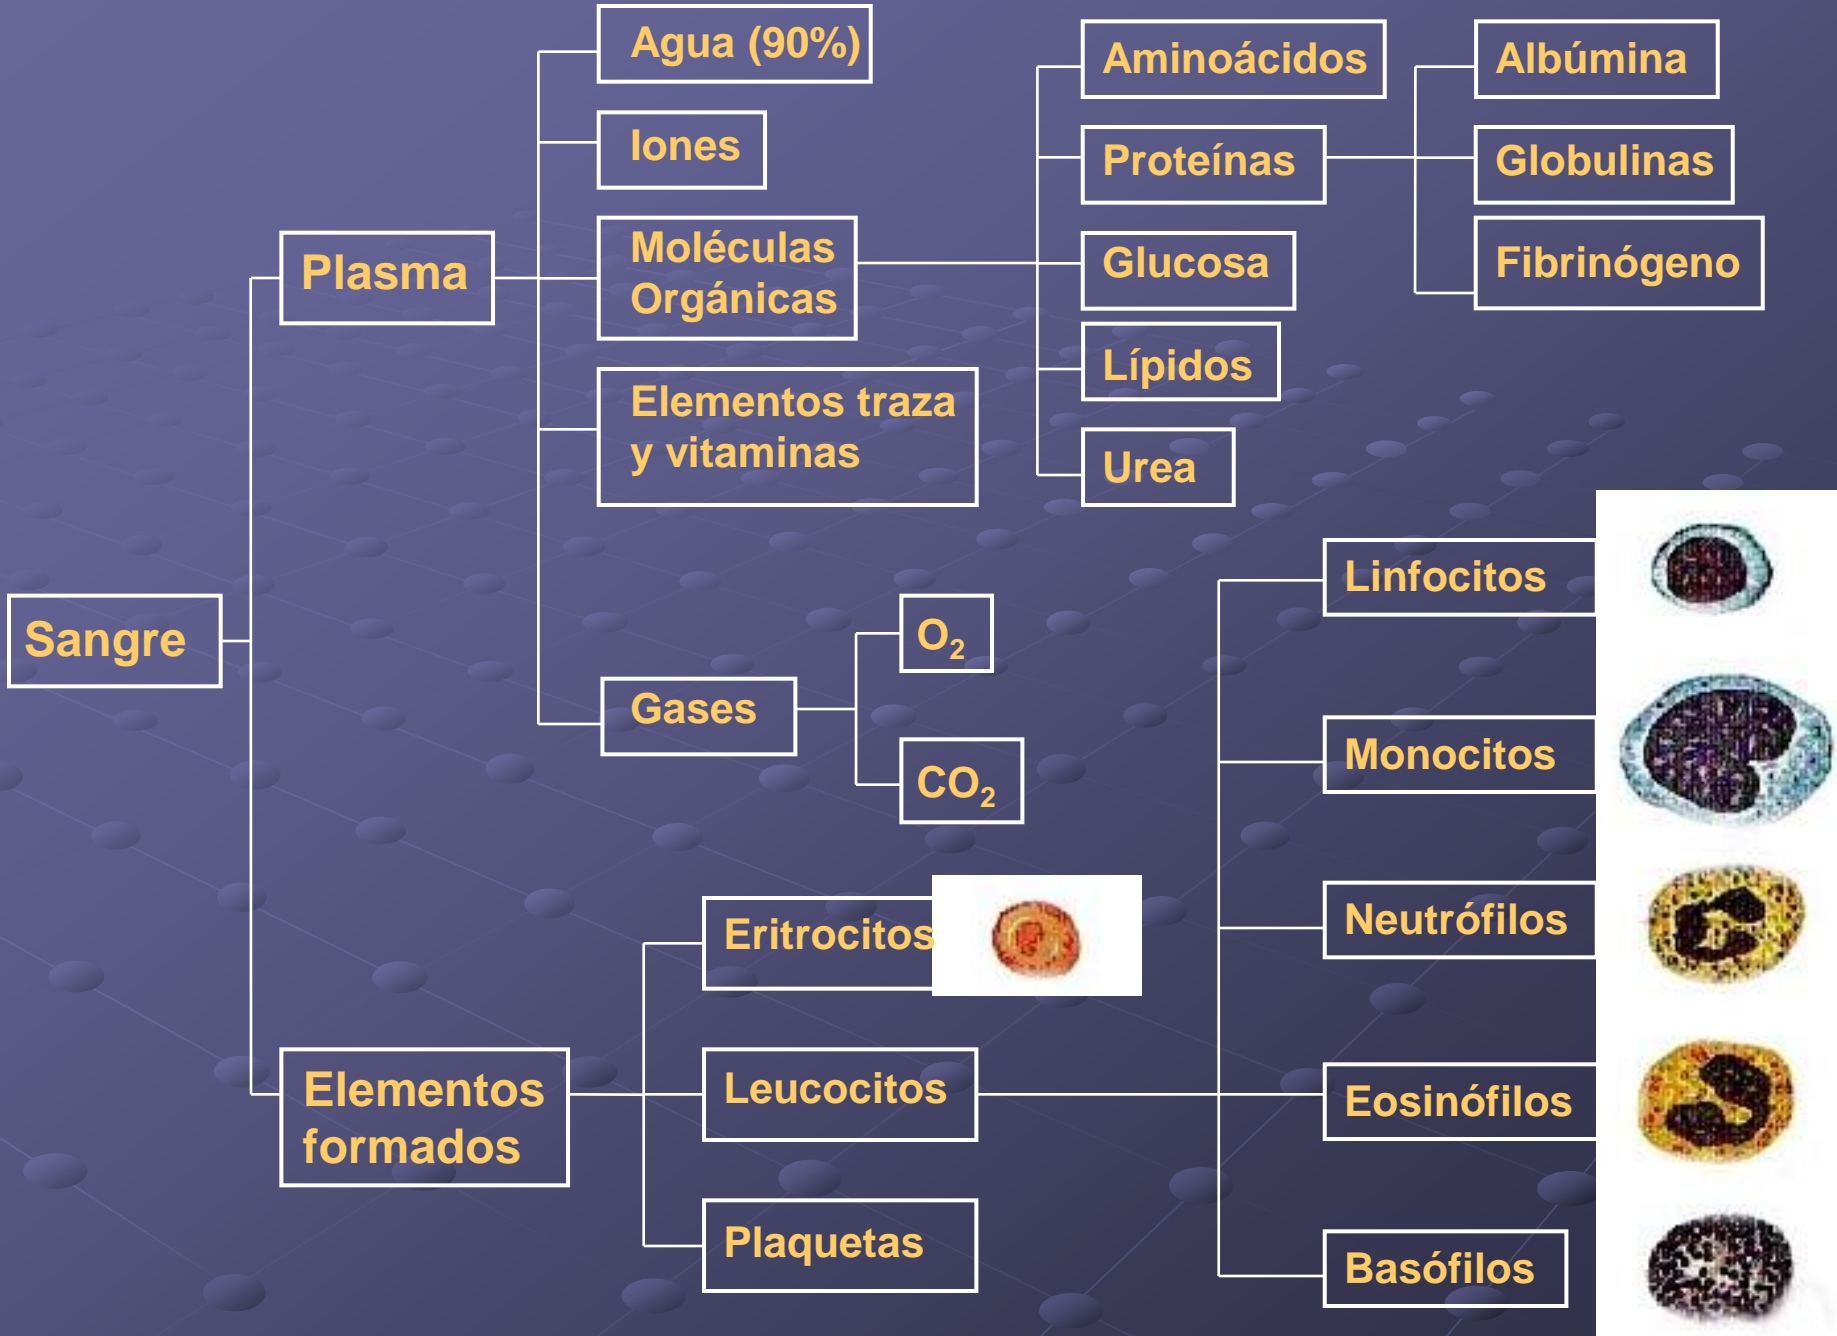 Sangre
Plasma
Agua (90%)
Iones
Moléculas
Orgánicas
Aminoácidos
Proteínas
Albúmina
Globulinas
Fibrinógeno
Glucosa
Lípidos
Urea
Elementos traza
y vitaminas
Gases
O₂
CO₂
Elementos
formados
Eritrocitos
Leucocitos
Linfocitos
Monocitos
Neutrófilos
Eosinófilos
Basófilos
Plaquetas